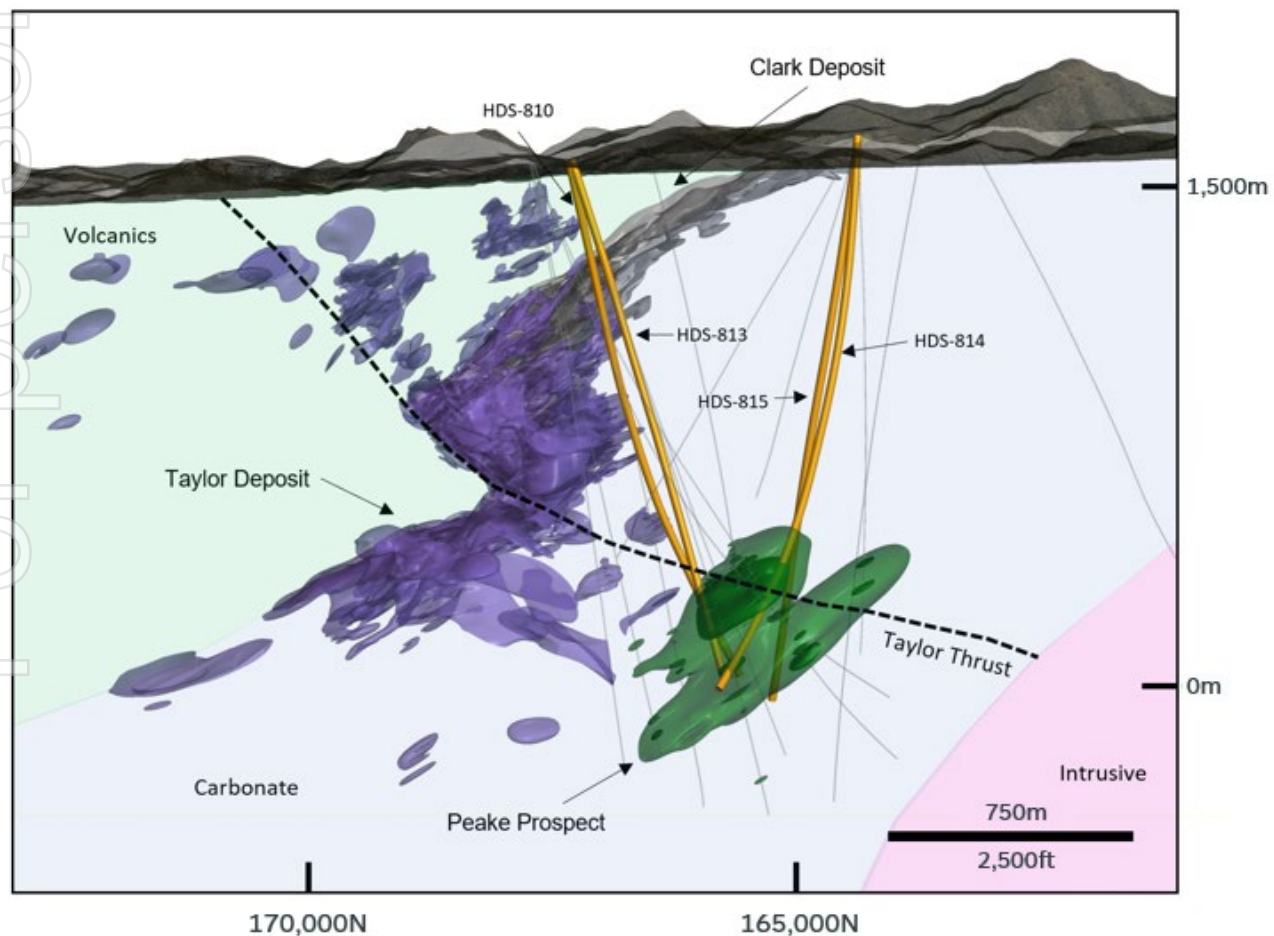 Clark Deposit
HDS-810
1,500m
Volcanics
HDS-813
HDS-814
HDS-815
Taylor Deposit
Taylor Thrust
0m
Carbonate
Intrusive
750m
Peake Prospect
2,500ft
170,000N
165,000N